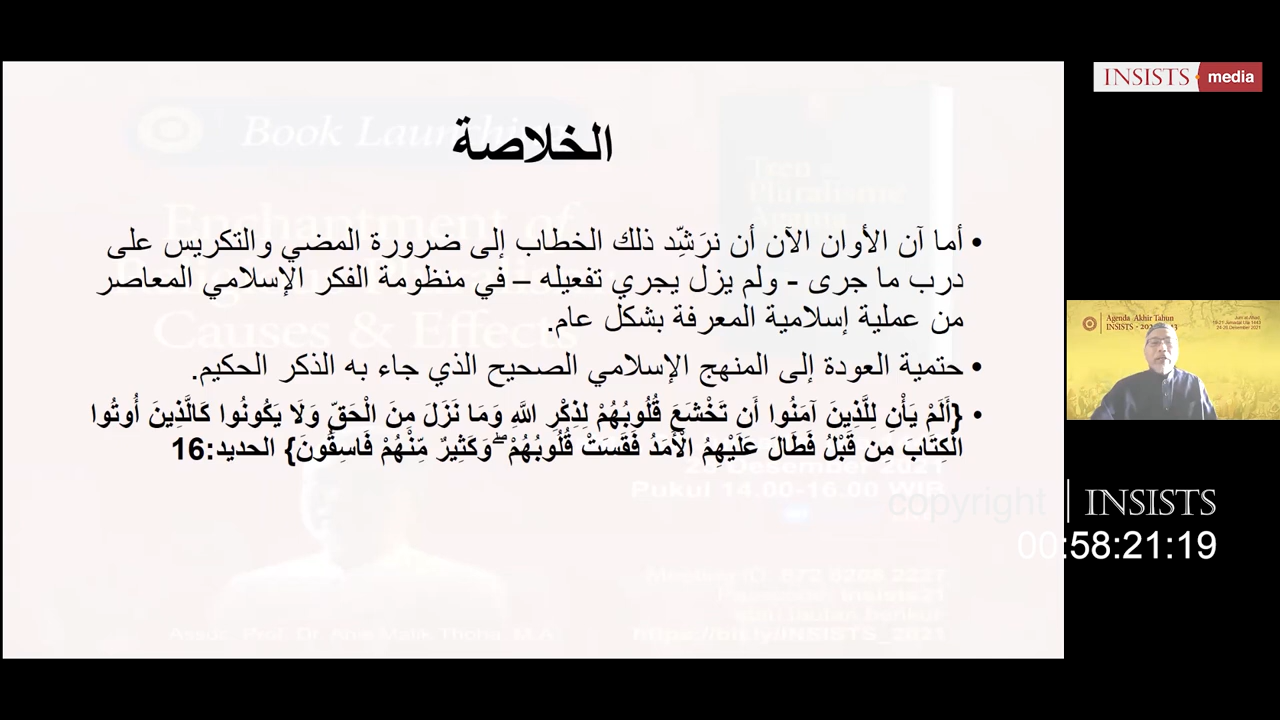 INSISTS media
Book Launchi
الخلاصة
Enchantment of
Causes & Effects
• أما آن الأوان الآن أن نرَشِّد ذلك الخطاب إلى ضرورة المضي والتكريس على
درب ما جرى - ولم يزل يجري تفعيله – في منظومة الفكر الإسلامي المعاصر
من عملية إسلامية المعرفة بشكل عام.
• حتمية العودة إلى المنهج الإسلامي الصحيح الذي جاء به الذكر الحكيم.
• {أَلَمْ يَأْنِ لِلَّذِينَ آمَنُوا أَن تَخْشَعَ قُلُوبُهُمْ لِذِكْرِ اللَّهِ وَمَا نَزَلَ مِنَ الْحَقِّ وَلَا يَكُونُوا كَالَّذِينَ أُوتُوا
الْكِتَابَ مِن قَبْلُ فَطَالَ عَلَيْهِمُ الْأَمَدُ فَقَسَتْ قُلُوبُهُمْ ۖ وَكَثِيرٌ مِّنْهُمْ فَاسِقُونَ} الحديد:16
Desember 2021
Pukul 14.00-16.00 WIB
Agenda Akhir Tahun
copyright | INSISTS
00:58:21:19